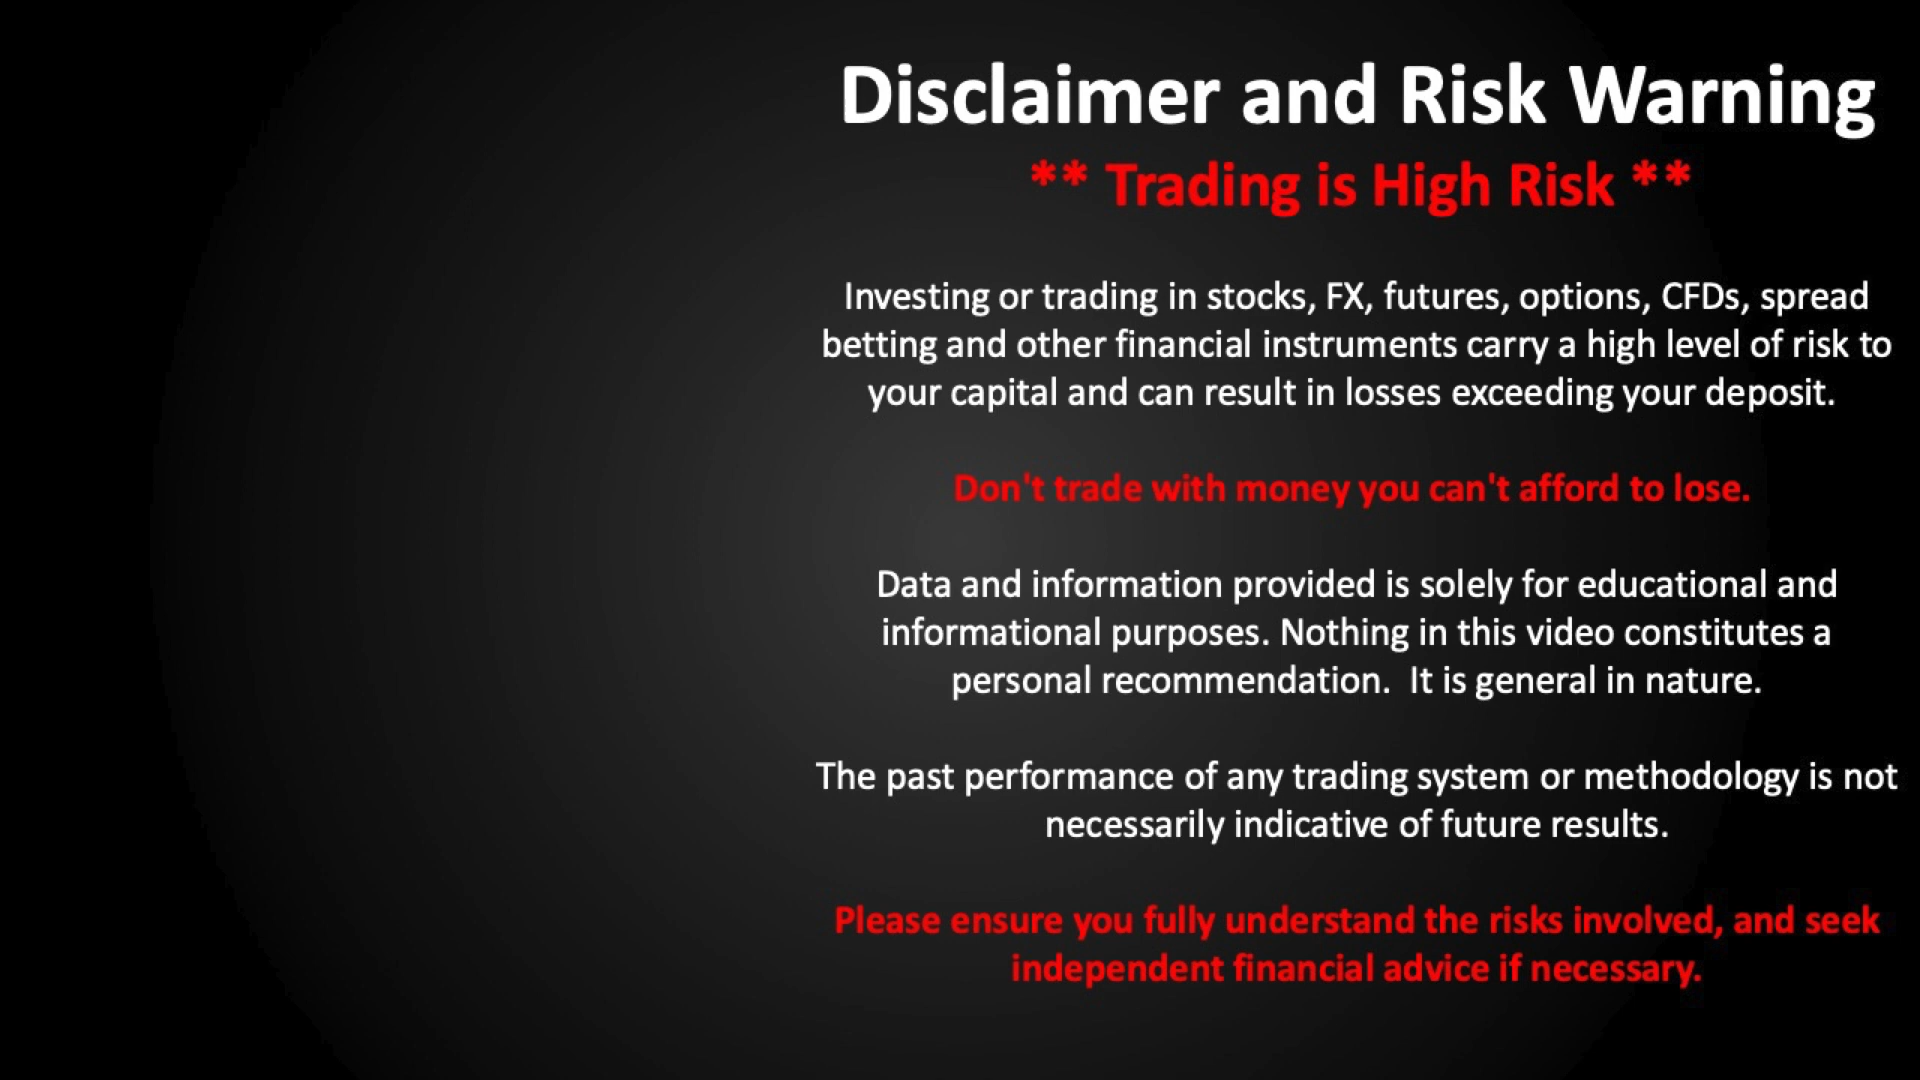 Disclaimer and Risk Warning
** Trading is High Risk **
Investing or trading in stocks, FX, futures, options, CFDs, spread
betting and other financial instruments carry a high level of risk to
your capital and can result in losses exceeding your deposit.
Don't trade with money you can't afford to lose.
Data and information provided is solely for educational and
informational purposes. Nothing in this video constitutes a
personal recommendation.  It is general in nature.
The past performance of any trading system or methodology is not
necessarily indicative of future results.
Please ensure you fully understand the risks involved, and seek
independent financial advice if necessary.